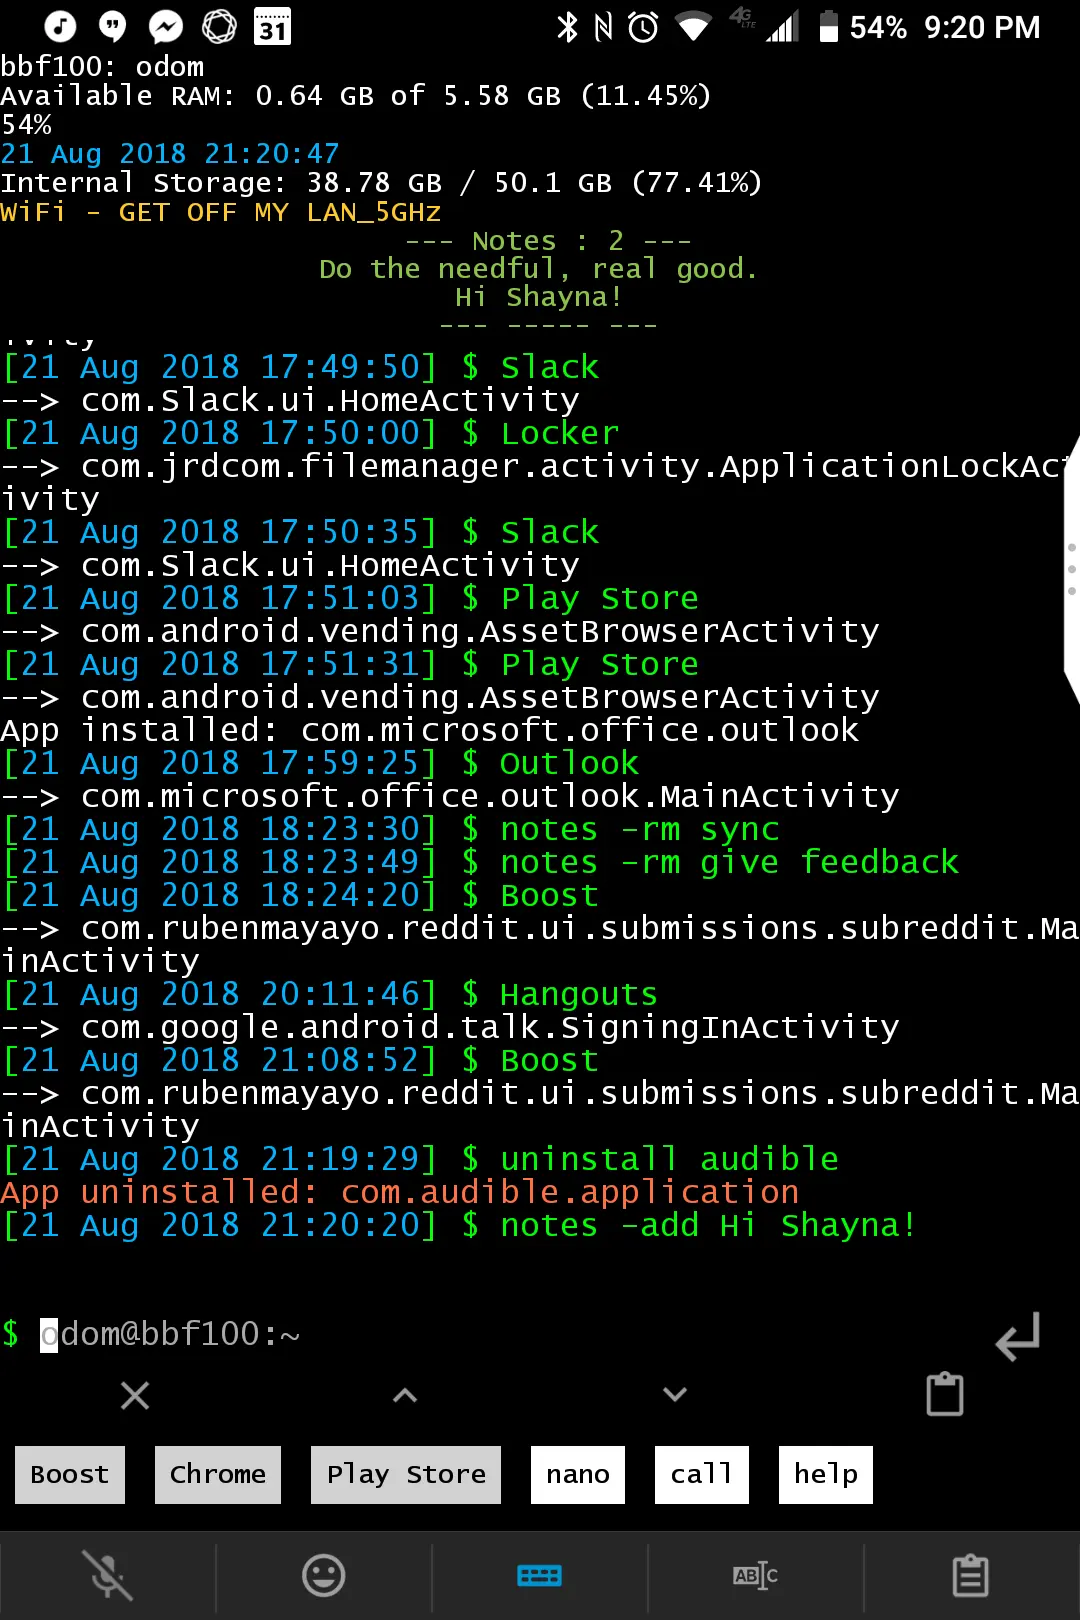 31 4G LTE 54% 9:20 PM
bbf100: odom
Available RAM: 0.64 GB of 5.58 GB (11.45%)
54%
21 Aug 2018 21:20:47
Internal Storage: 38.78 GB / 50.1 GB (77.41%)
WiFi - GET OFF MY LAN_5GHz
--- Notes : 2 ---
Do the needful, real good.
Hi Shayna!
--- ----- ---
ivity
[21 Aug 2018 17:49:50] $ Slack
--> com.Slack.ui.HomeActivity
[21 Aug 2018 17:50:00] $ Locker
--> com.jrdcom.filemanager.activity.ApplicationLockAct
ivity
[21 Aug 2018 17:50:35] $ Slack
--> com.Slack.ui.HomeActivity
[21 Aug 2018 17:51:03] $ Play Store
--> com.android.vending.AssetBrowserActivity
[21 Aug 2018 17:51:31] $ Play Store
--> com.android.vending.AssetBrowserActivity
App installed: com.microsoft.office.outlook
[21 Aug 2018 17:59:25] $ Outlook
--> com.microsoft.office.outlook.MainActivity
[21 Aug 2018 18:23:30] $ notes -rm sync
[21 Aug 2018 18:23:49] $ notes -rm give feedback
[21 Aug 2018 18:24:20] $ Boost
--> com.rubenmayayo.reddit.ui.submissions.subreddit.Ma
inActivity
[21 Aug 2018 20:11:46] $ Hangouts
--> com.google.android.talk.SigningInActivity
[21 Aug 2018 21:08:52] $ Boost
--> com.rubenmayayo.reddit.ui.submissions.subreddit.Ma
inActivity
[21 Aug 2018 21:19:29] $ uninstall audible
App uninstalled: com.audible.application
[21 Aug 2018 21:20:20] $ notes -add Hi Shayna!
$ odom@bbf100:~
Boost Chrome Play Store nano call help
ABC